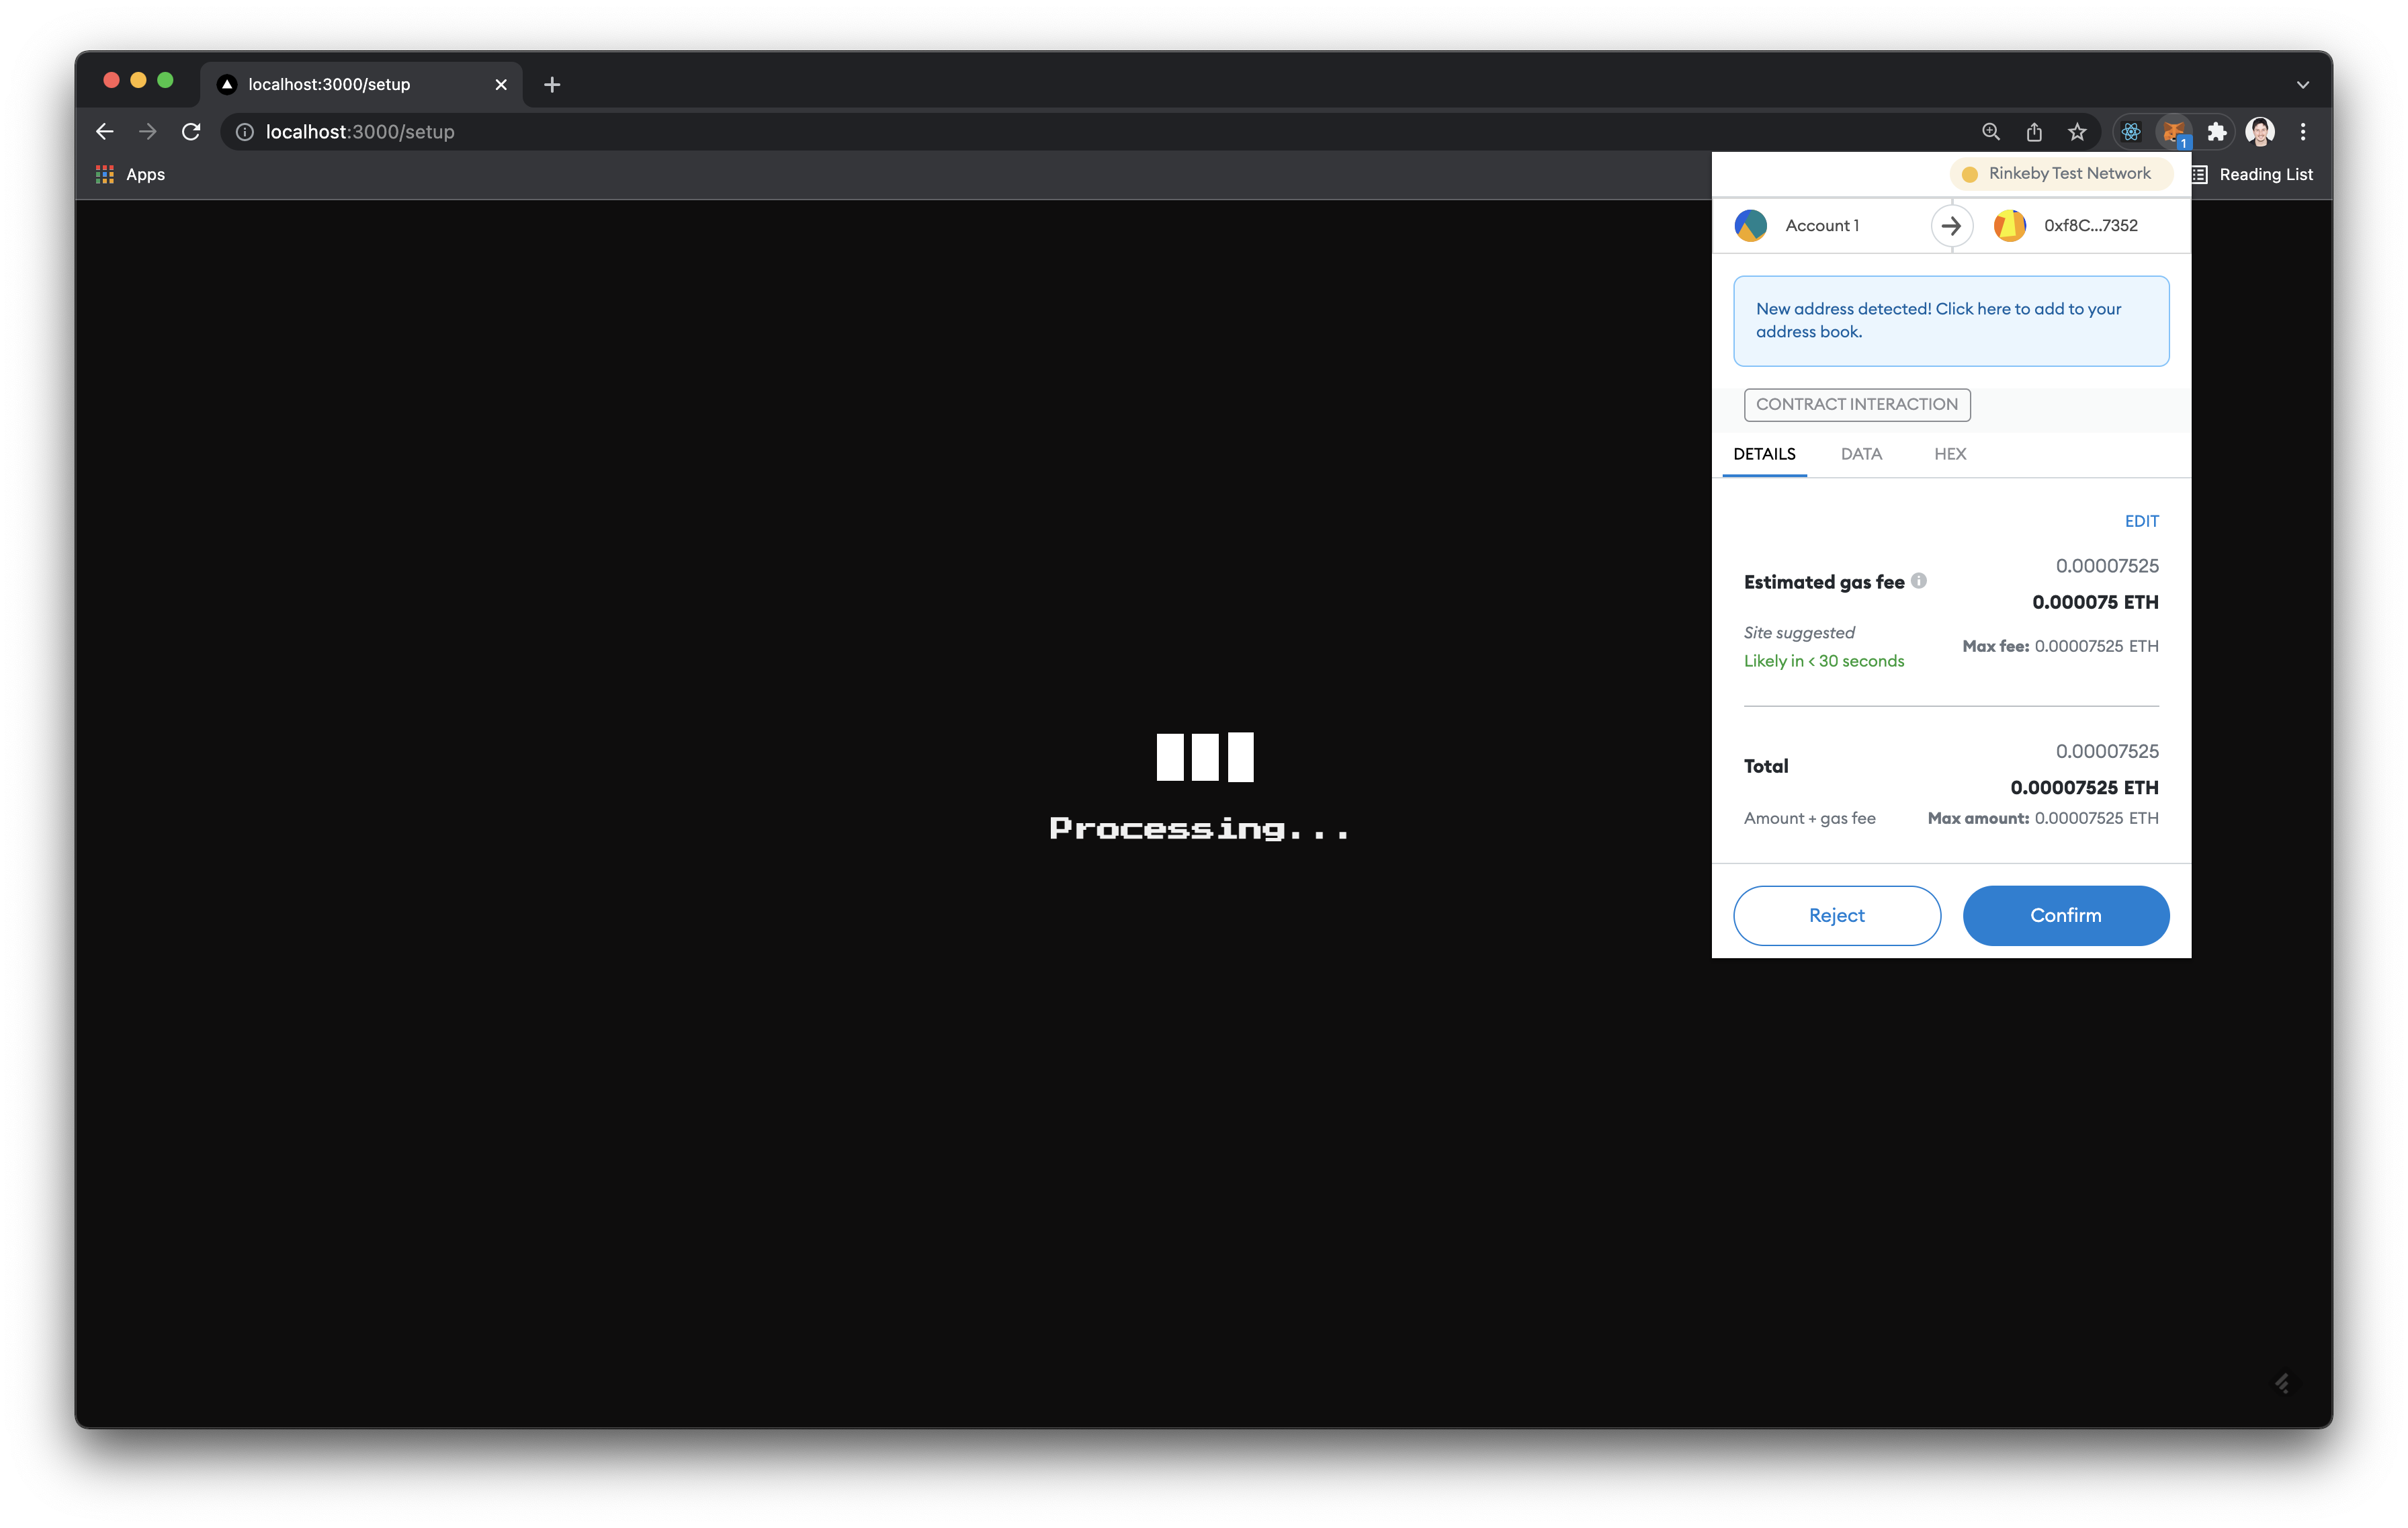 localhost:3000/setup
localhost:3000/setup
1
Apps
Reading List
Rinkeby Test Network
Account 1
0xf8C...7352
New address detected! Click here to add to your
address book.
CONTRACT INTERACTION
DETAILS DATA HEX
EDIT
0.00007525
Estimated gas fee
0.000075 ETH
Site suggested
Max fee: 0.00007525 ETH
Likely in < 30 seconds
0.00007525
Total
0.00007525 ETH
Amount + gas fee
Max amount: 0.00007525 ETH
Reject
Confirm
Processing...